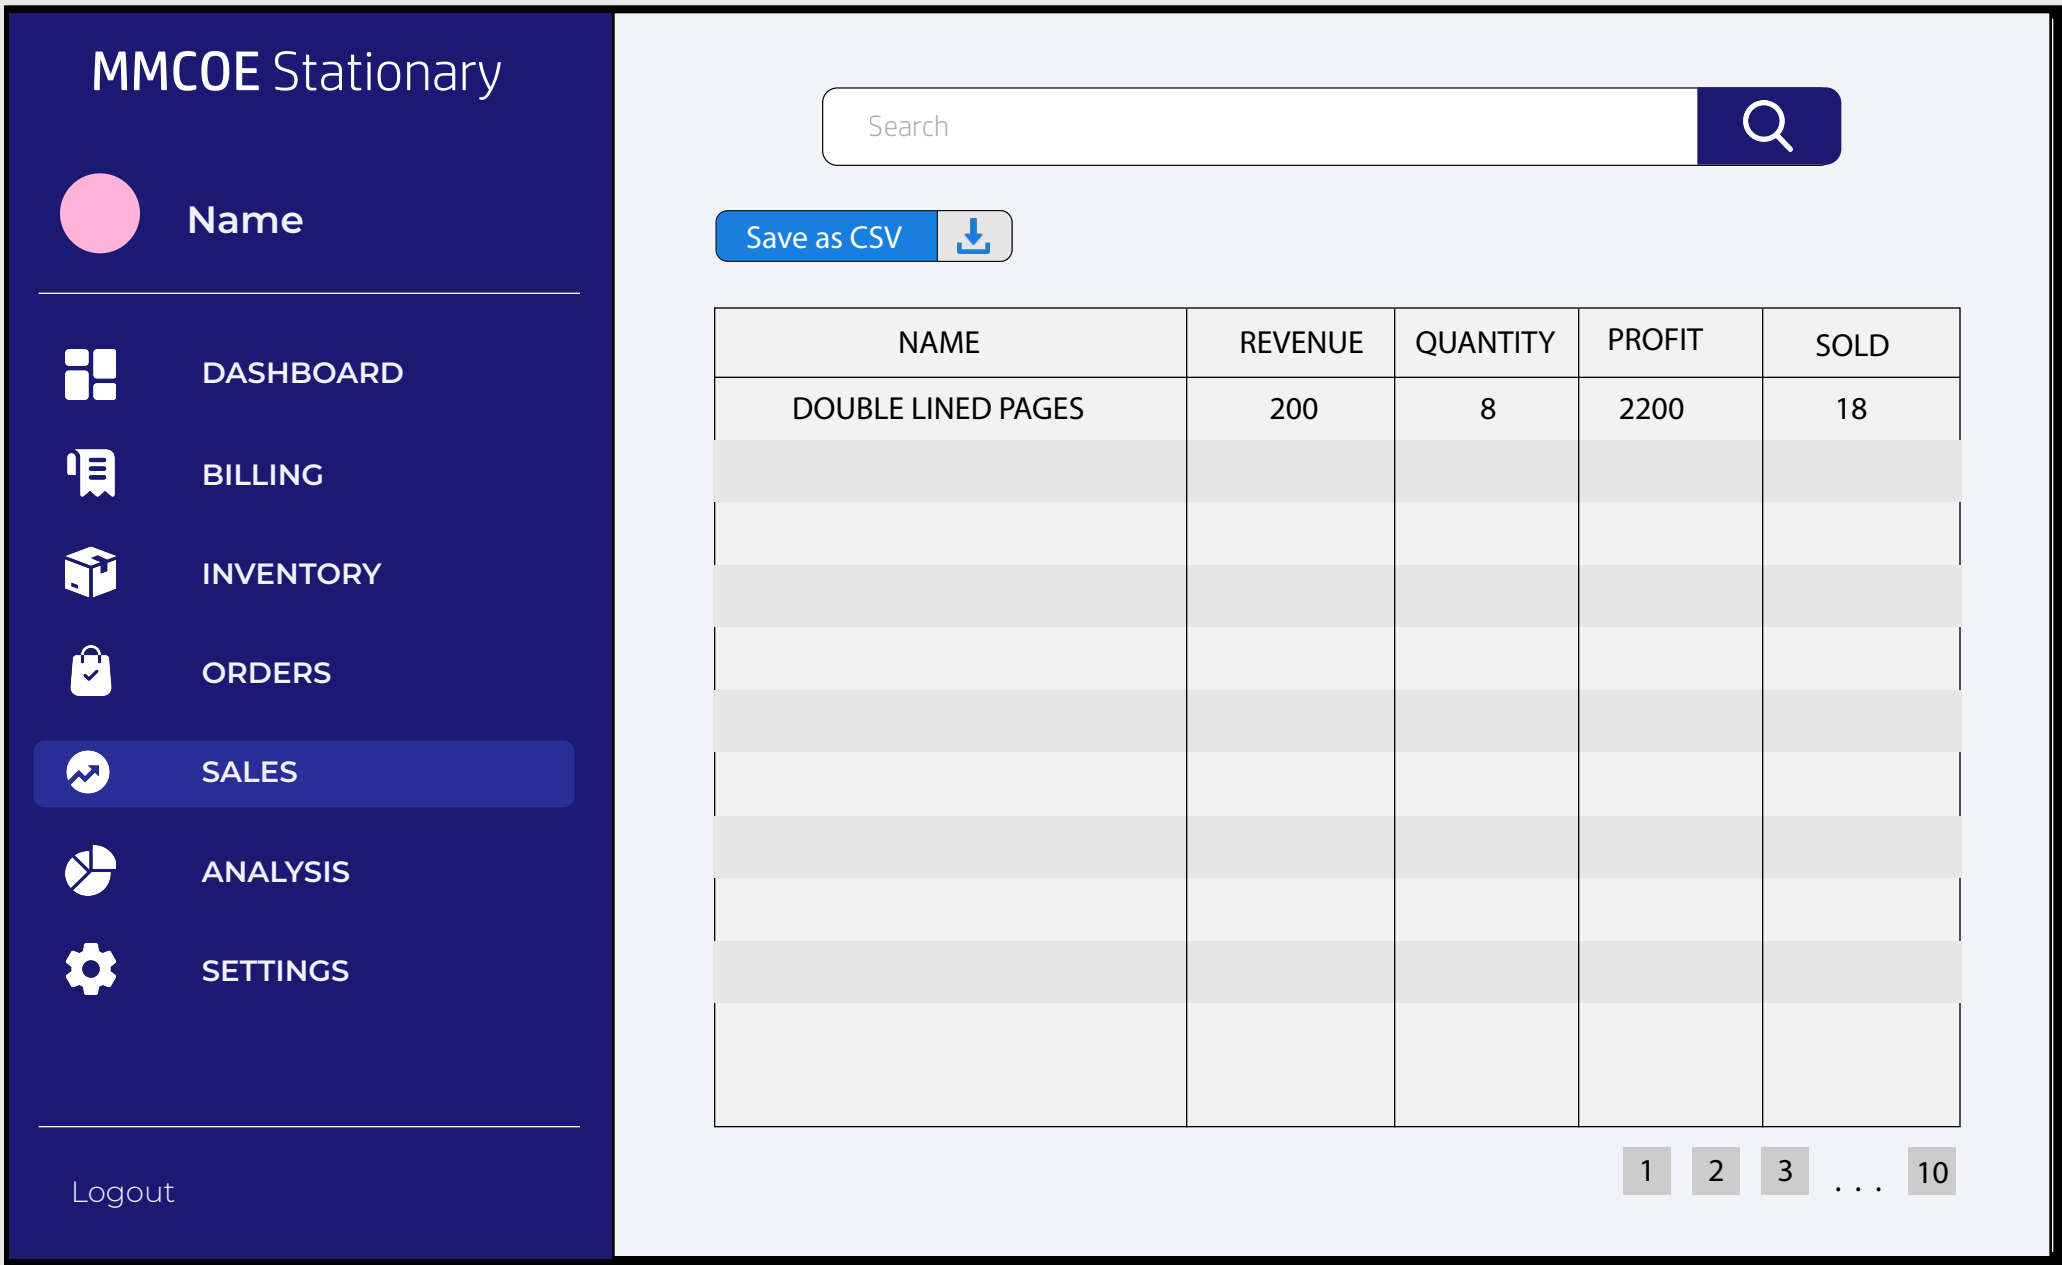 MMCOE Stationary
Name
DASHBOARD
BILLING
INVENTORY
ORDERS
SALES
ANALYSIS
SETTINGS
Logout
Search
Save as CSV
NAME REVENUE QUANTITY PROFIT SOLD
DOUBLE LINED PAGES 200 8 2200 18
1 2 3 . . . 10